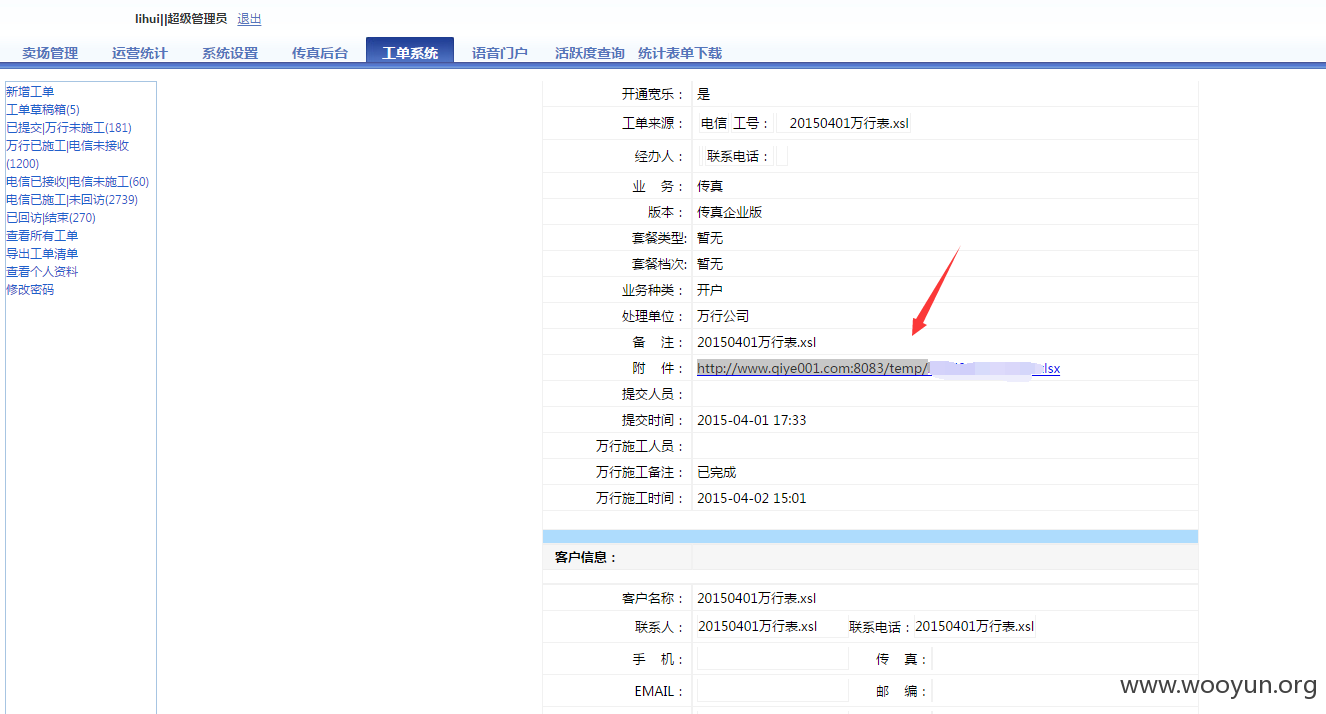 lihui||超级管理员 退出
卖场管理 运营统计 系统设置 传真后台 工单系统 语音门户 活跃度查询 统计表单下载
新增工单
工单草稿箱(5)
已提交|万行未施工(181)
万行已施工|电信未接收
(1200)
电信已接收|电信未施工(60)
电信已施工|未回访(2739)
已回访|结束(270)
查看所有工单
导出工单清单
查看个人资料
修改密码
开通宽乐： 是
工单来源： 电信 工号： 20150401万行表.xsl
经办人： 联系电话：
业 务： 传真
版本： 传真企业版
套餐类型: 暂无
套餐档次: 暂无
业务种类： 开户
处理单位： 万行公司
备 注： 20150401万行表.xsl
附 件： http://www.qiye001.com:8083/temp/ lsx
提交人员：
提交时间： 2015-04-01 17:33
万行施工人员：
万行施工备注： 已完成
万行施工时间： 2015-04-02 15:01
客户信息：
客户名称： 20150401万行表.xsl
联系人： 20150401万行表.xsl 联系电话：20150401万行表.xsl
手 机： 传 真：
EMAIL： 邮 编：
www.wooyun.org